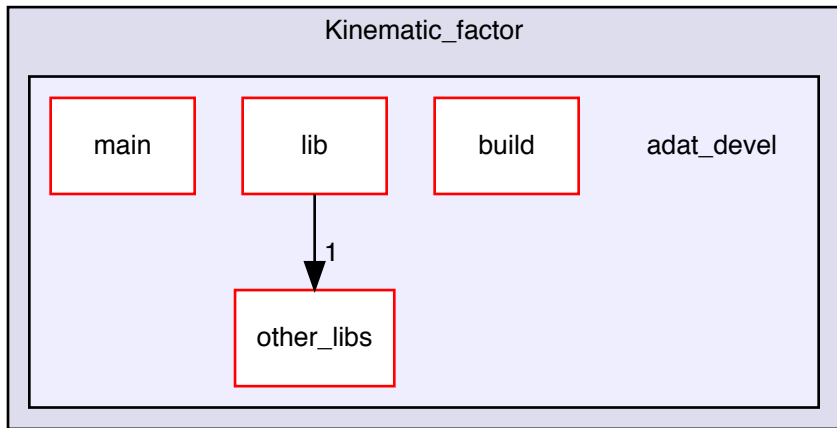 Kinematic_factor
main
lib
build
adat_devel
1
other_libs